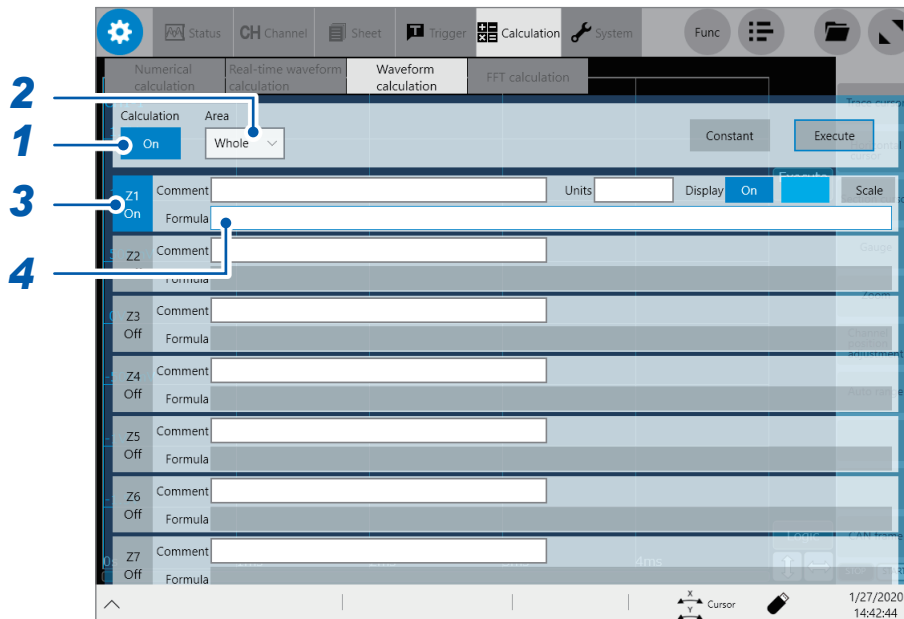 Status CH Channel Sheet Trigger Calculation System Func
Numerical calculation
Real-time waveform calculation
Waveform calculation
FFT calculation
2
Calculation Area
1
On Whole Constant Execute
3
Z1 On
Comment Units Display On Scale
Formula
4
Z2
Comment
Formula
Z3 Off
Comment
Formula
Z4 Off
Comment
Formula
Z5 Off
Comment
Formula
Z6 Off
Comment
Formula
Z7 Off
Comment
Formula
Gauge
Zoom
4ms
X
Y
Cursor
1/27/2020
14:42:44